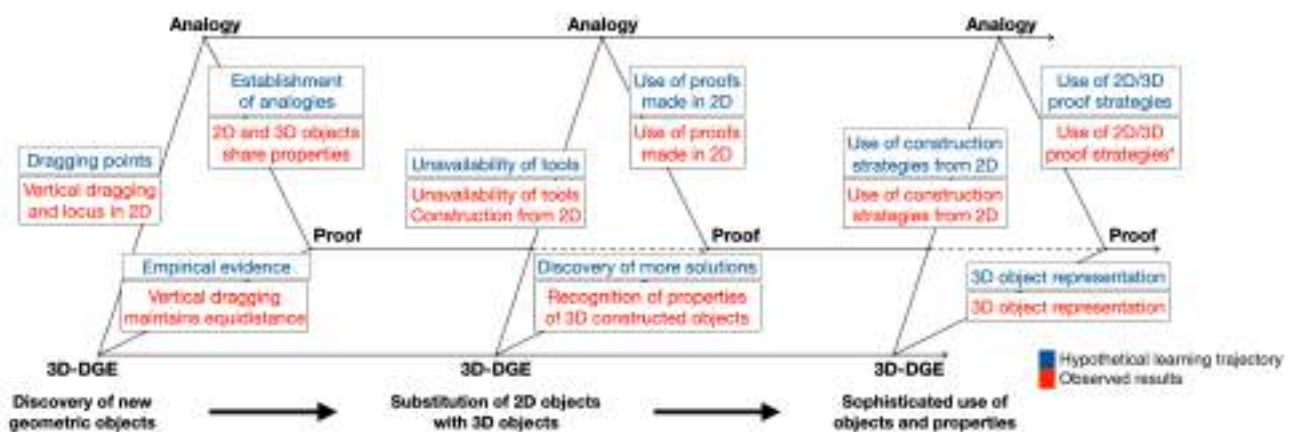 Analogy
Analogy
Analogy
Establishment
of analogies
2D and 3D objects
share properties
Use of proofs
made in 2D
Use of proofs
made in 2D
Use of 2D/3D
proof strategies
Use of 2D/3D
proof strategies*
Dragging points
Vertical dragging
and locus in 2D
Unavailability of tools
Unavailability of tools
Construction from 2D
Use of construction
strategies from 2D
Use of construction
strategies from 2D
Proof
Proof
Proof
Empirical evidence
Vertical dragging
maintains equidistance
Discovery of more solutions
Recognition of properties
of 3D constructed objects
3D object representation
3D object representation
3D-DGE
3D-DGE
3D-DGE
Hypothetical learning trajectory
Observed results
Discovery of new
geometric objects
Substitution of 2D objects
with 3D objects
Sophisticated use of
objects and properties